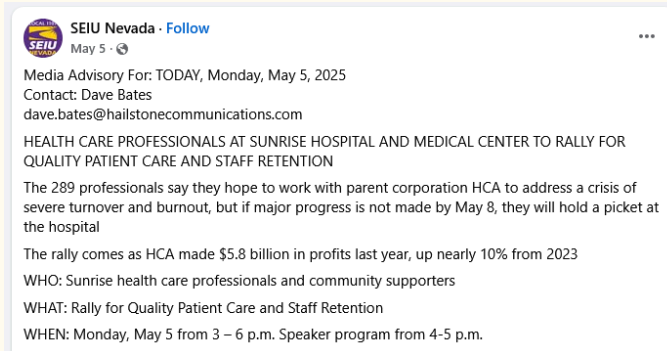 SEIU Nevada · Follow
May 5 ·
LOCAL 1107
SEIU
NEVADA
Media Advisory For: TODAY, Monday, May 5, 2025
Contact: Dave Bates
dave.bates@hailstonecommunications.com
HEALTH CARE PROFESSIONALS AT SUNRISE HOSPITAL AND MEDICAL CENTER TO RALLY FOR
QUALITY PATIENT CARE AND STAFF RETENTION
The 289 professionals say they hope to work with parent corporation HCA to address a crisis of
severe turnover and burnout, but if major progress is not made by May 8, they will hold a picket at
the hospital
The rally comes as HCA made $5.8 billion in profits last year, up nearly 10% from 2023
WHO: Sunrise health care professionals and community supporters
WHAT: Rally for Quality Patient Care and Staff Retention
WHEN: Monday, May 5 from 3 – 6 p.m. Speaker program from 4-5 p.m.